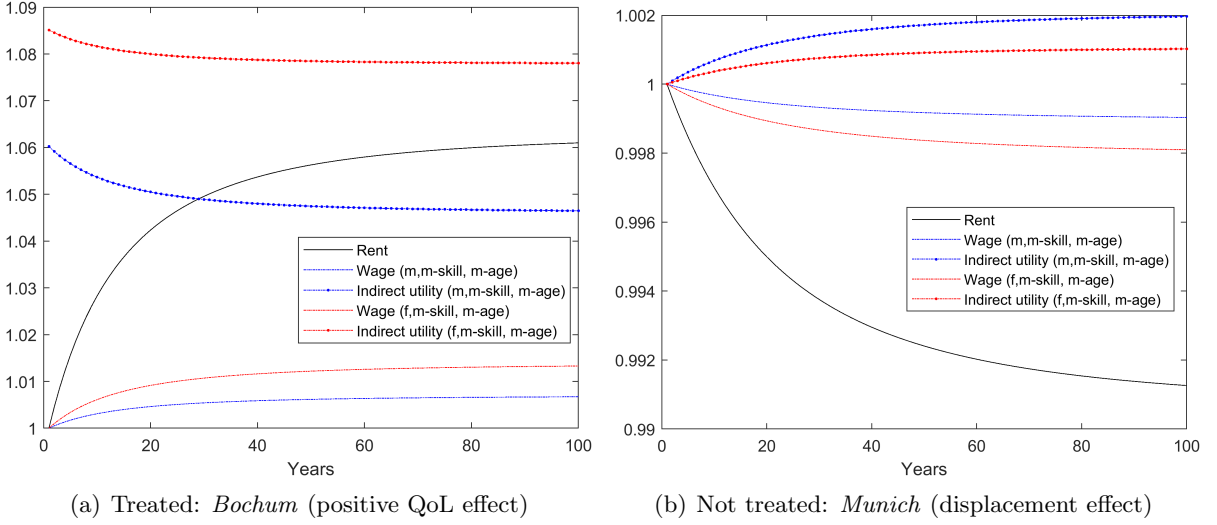 1.09
1.08
1.07
1.06
1.05
1.04
1.03
1.02
1.01
1
0
20
40
60
80
100
Years
Rent
Wage (m,m-skill, m-age)
Indirect utility (m,m-skill, m-age)
Wage (f,m-skill, m-age)
Indirect utility (f,m-skill, m-age)
(a) Treated: Bochum (positive QoL effect)
1.002
1
0.998
0.996
0.994
0.992
0.99
0
20
40
60
80
100
Years
Rent
Wage (m,m-skill, m-age)
Indirect utility (m,m-skill, m-age)
Wage (f,m-skill, m-age)
Indirect utility (f,m-skill, m-age)
(b) Not treated: Munich (displacement effect)